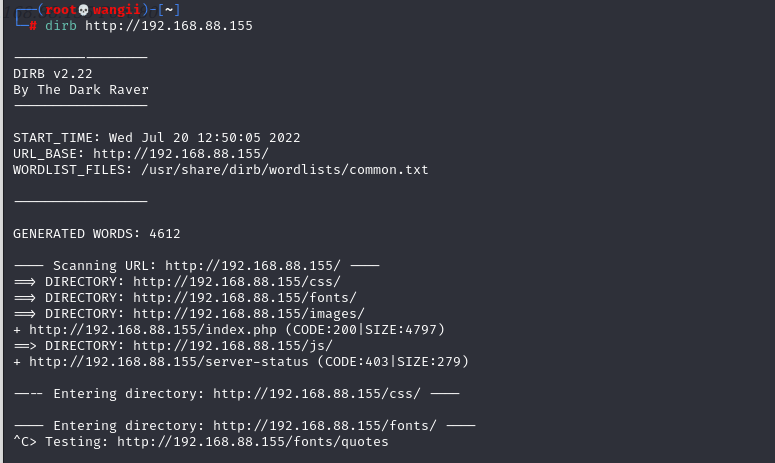 ┌──(root💀wangii)-[~]
└─# dirb http://192.168.88.155
-----------------
DIRB v2.22
By The Dark Raver
-----------------
START_TIME: Wed Jul 20 12:50:05 2022
URL_BASE: http://192.168.88.155/
WORDLIST_FILES: /usr/share/dirb/wordlists/common.txt
-----------------
GENERATED WORDS: 4612
---- Scanning URL: http://192.168.88.155/ ----
==> DIRECTORY: http://192.168.88.155/css/
==> DIRECTORY: http://192.168.88.155/fonts/
==> DIRECTORY: http://192.168.88.155/images/
+ http://192.168.88.155/index.php (CODE:200|SIZE:4797)
==> DIRECTORY: http://192.168.88.155/js/
+ http://192.168.88.155/server-status (CODE:403|SIZE:279)
---- Entering directory: http://192.168.88.155/css/ ----
---- Entering directory: http://192.168.88.155/fonts/ ----
^C> Testing: http://192.168.88.155/fonts/quotes